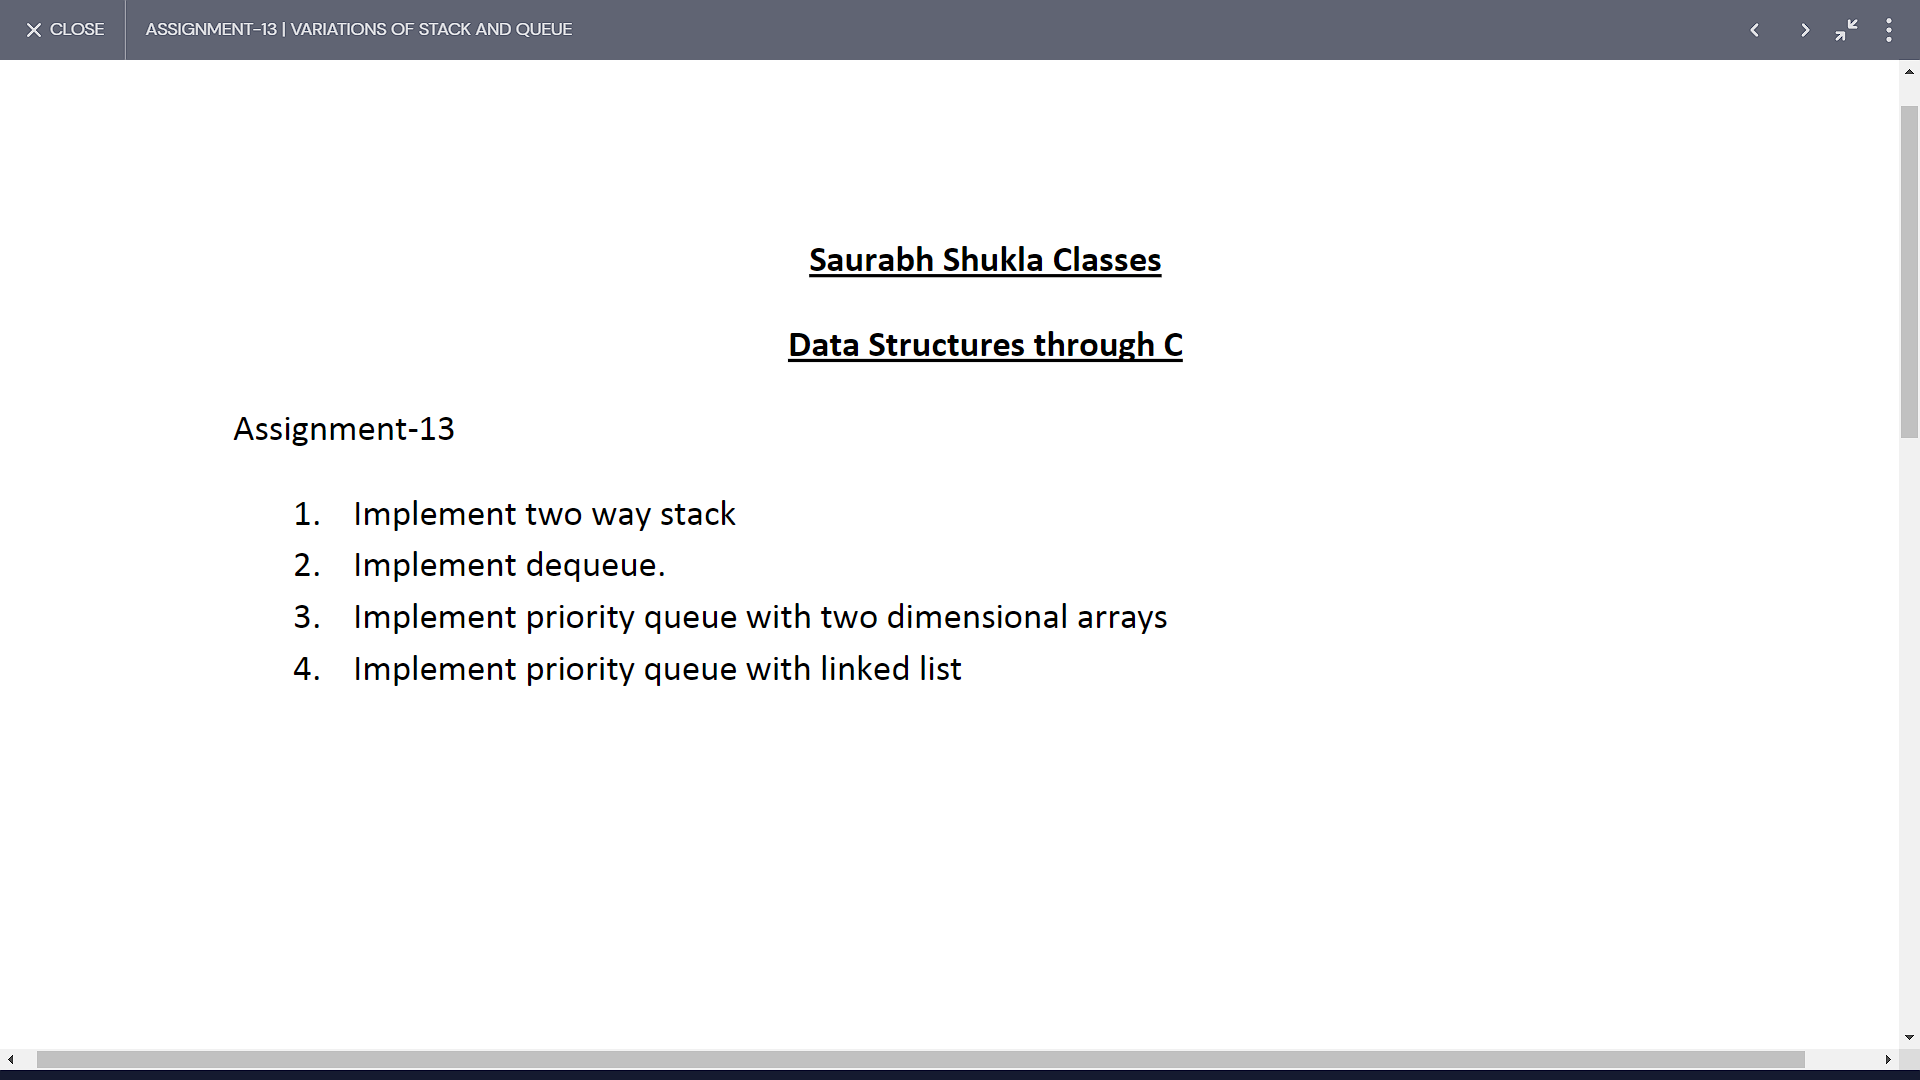 CLOSE
ASSIGNMENT-13 | VARIATIONS OF STACK AND QUEUE
Saurabh Shukla Classes
Data Structures through C
Assignment-13
1. Implement two way stack
2. Implement dequeue.
3. Implement priority queue with two dimensional arrays
4. Implement priority queue with linked list